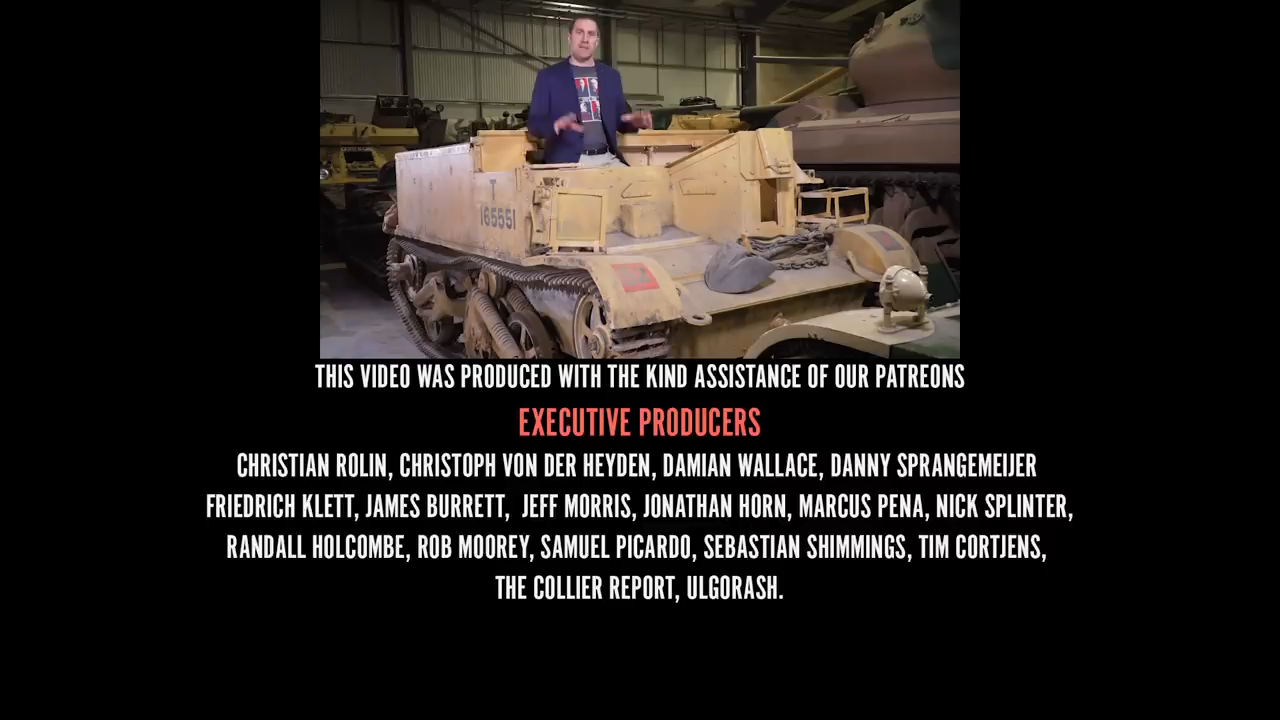 T
165551
THIS VIDEO WAS PRODUCED WITH THE KIND ASSISTANCE OF OUR PATREONS
EXECUTIVE PRODUCERS
CHRISTIAN ROLIN, CHRISTOPH VON DER HEYDEN, DAMIAN WALLACE, DANNY SPRANGEMEIJER
FRIEDRICH KLETT, JAMES BURRETT, JEFF MORRIS, JONATHAN HORN, MARCUS PENA, NICK SPLINTER,
RANDALL HOLCOMBE, ROB MOOREY, SAMUEL PICARDO, SEBASTIAN SHIMMINGS, TIM CORTJENS,
THE COLLIER REPORT, ULGORASH.